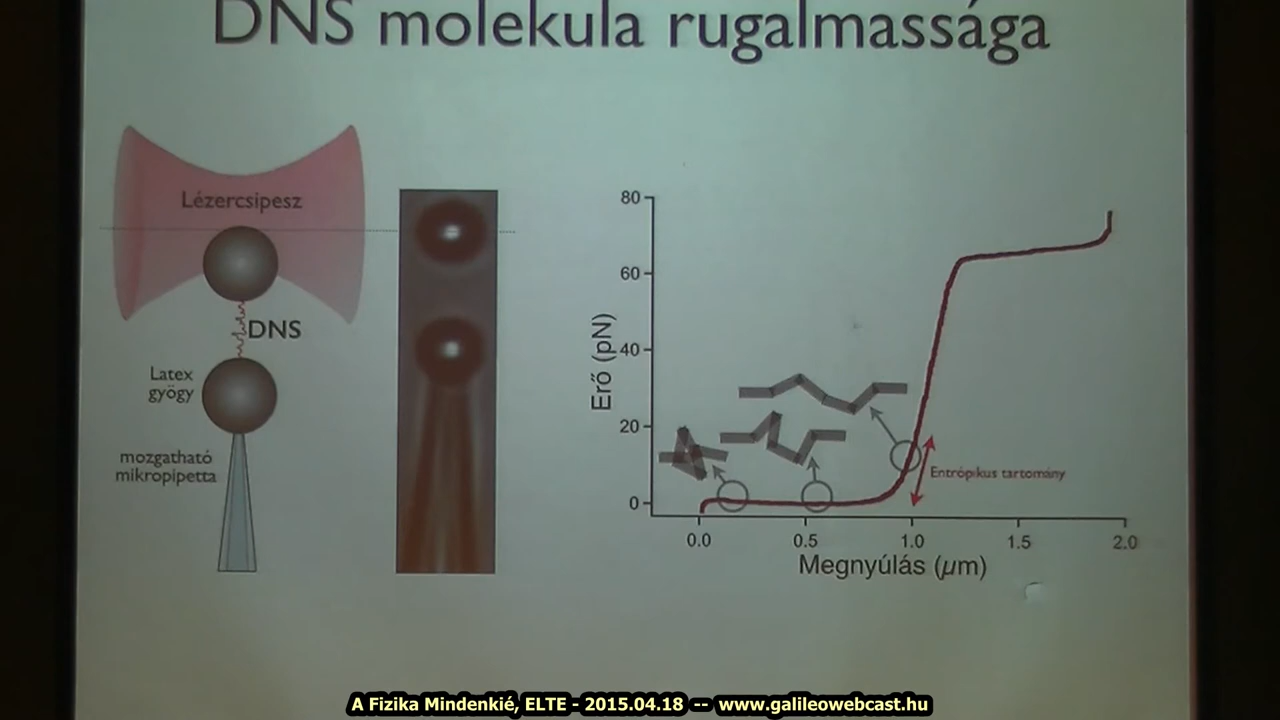 DNS molekula rugalmassága
Lézercsipesz
DNS
Latex
gyögy
mozgatható
mikropipetta
Erő (pN)
80
60
40
20
0
Entrópikus tartomány
0.0
0.5
1.0
1.5
2.0
Megnyúlás (µm)
A Fizika Mindenkié, ELTE - 2015.04.18 -- www.galileowebcast.hu